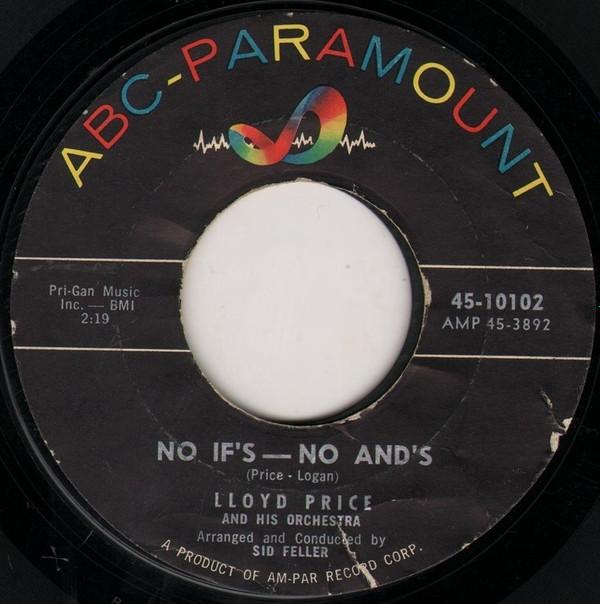 ABC-PARAMOUNT
Pri-Gan Music
Inc. — BMI
2:19
45-10102
AMP 45-3892
NO IF'S — NO AND'S
(Price - Logan)
LLOYD PRICE
AND HIS ORCHESTRA
Arranged and Conducted by
SID FELLER
A PRODUCT OF AM-PAR RECORD CORP.